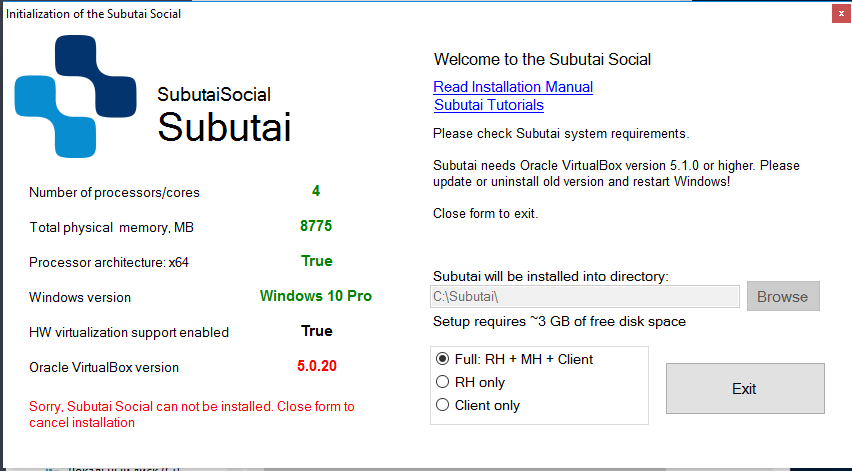 Initialization of the Subutai Social
x
SubutaiSocial
Subutai
Number of processors/cores 4
Total physical memory, MB 8775
Processor architecture: x64 True
Windows version Windows 10 Pro
HW virtualization support enabled True
Oracle VirtualBox version 5.0.20
Sorry, Subutai Social can not be installed. Close form to
cancel installation
Welcome to the Subutai Social
Read Installation Manual
Subutai Tutorials
Please check Subutai system requirements.
Subutai needs Oracle VirtualBox version 5.1.0 or higher. Please
update or uninstall old version and restart Windows!
Close form to exit.
Subutai will be installed into directory:
C:\Subutai\ Browse
Setup requires ~3 GB of free disk space
Full: RH + MH + Client
RH only
Client only
Exit